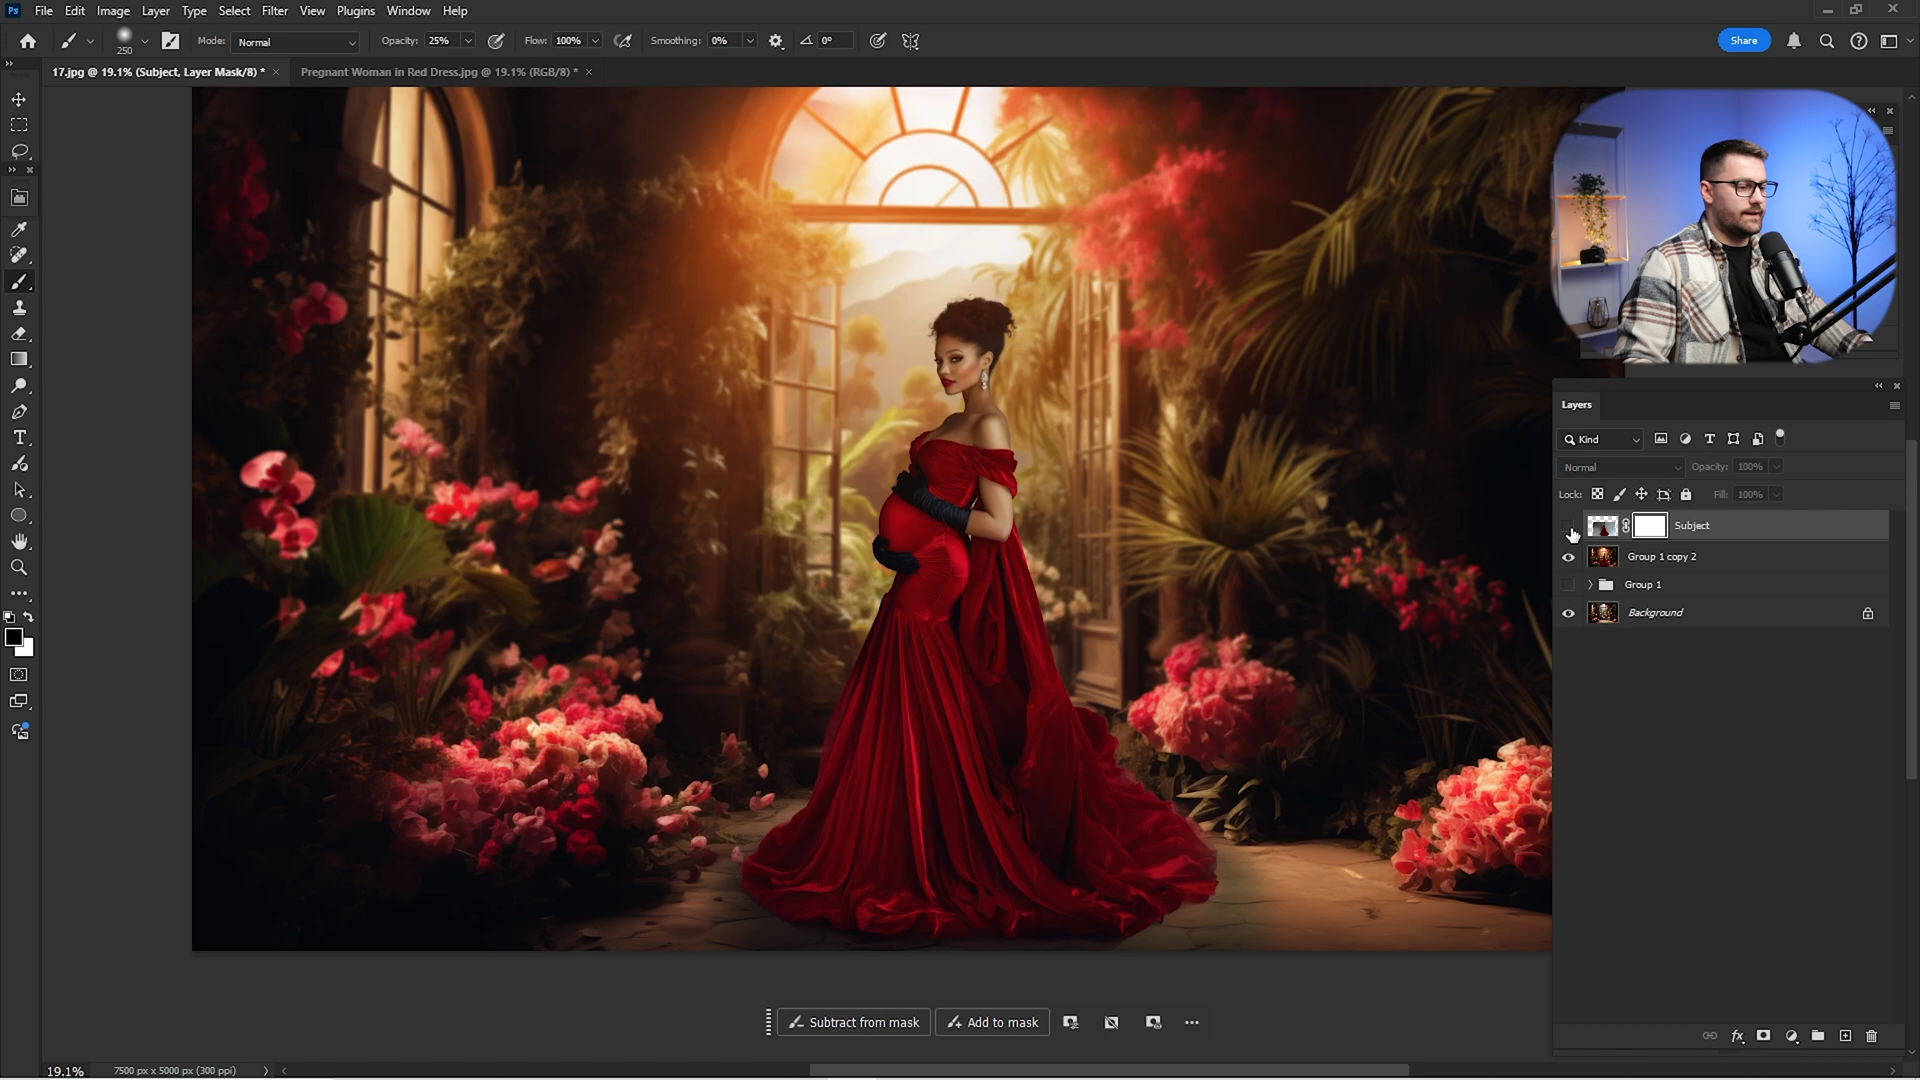 Ps File Edit Image Layer Type Select Filter View Plugins Window Help
250 Mode: Normal Opacity: 25% Flow: 100% Smoothing: 0% 0° Share
17.jpg @ 19.1% (Subject, Layer Mask/8) * × Pregnant Woman in Red Dress.jpg @ 19.1% (RGB/8) * ×
Layers
Kind
Normal Opacity: 100%
Lock: Fill: 100%
Subject
Group 1 copy 2
Group 1
Background
Subtract from mask Add to mask
fx
19.1% 7500 px x 5000 px (300 ppi)